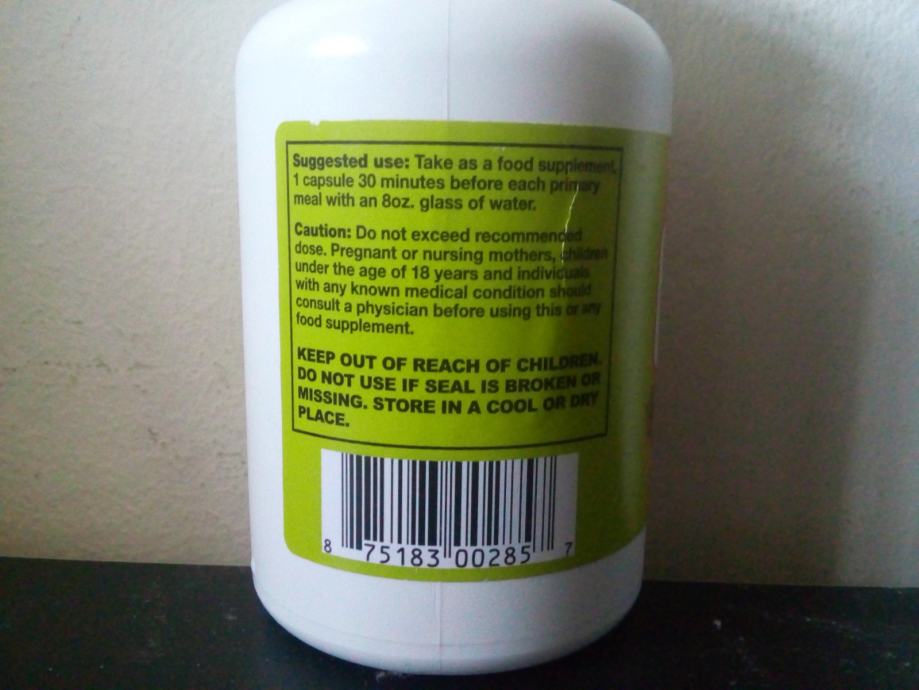 Suggested use: Take as a food supplement,
1 capsule 30 minutes before each primary
meal with an 8oz. glass of water.
Caution: Do not exceed recommended
dose. Pregnant or nursing mothers, children
under the age of 18 years and individuals
with any known medical condition should
consult a physician before using this or any
food supplement.
KEEP OUT OF REACH OF CHILDREN.
DO NOT USE IF SEAL IS BROKEN OR
MISSING. STORE IN A COOL OR DRY
PLACE.
8 75183 00285 7